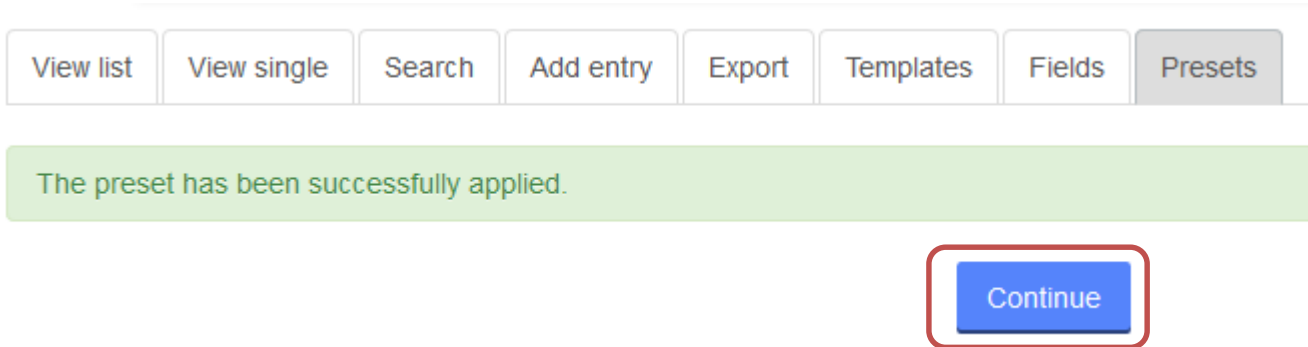 View list View single Search Add entry Export Templates Fields Presets
The preset has been successfully applied.
Continue